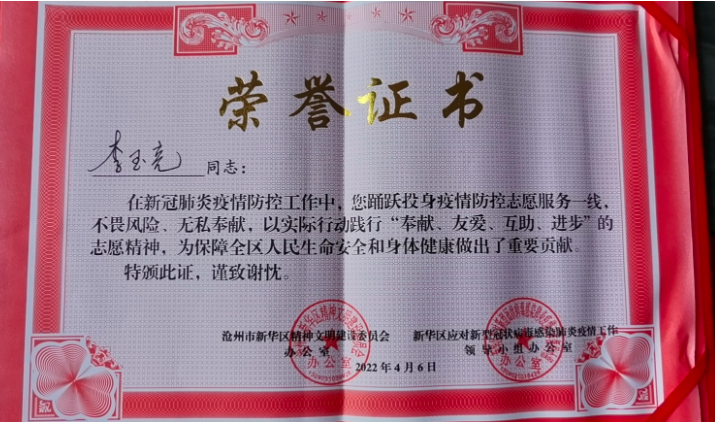 荣誉证书
李玉亮 同志：
在新冠肺炎疫情防控工作中，您踊跃投身疫情防控志愿服务一线，
不畏风险、无私奉献，以实际行动践行“奉献、友爱、互助、进步”的
志愿精神，为保障全区人民生命安全和身体健康做出了重要贡献。
特颁此证，谨致谢忱。
沧州市新华区精神文明建设委员会
办公室
新华区应对新型冠状病毒感染肺炎疫情工作
领导小组办公室
2022年4月6日
办公室
办公室